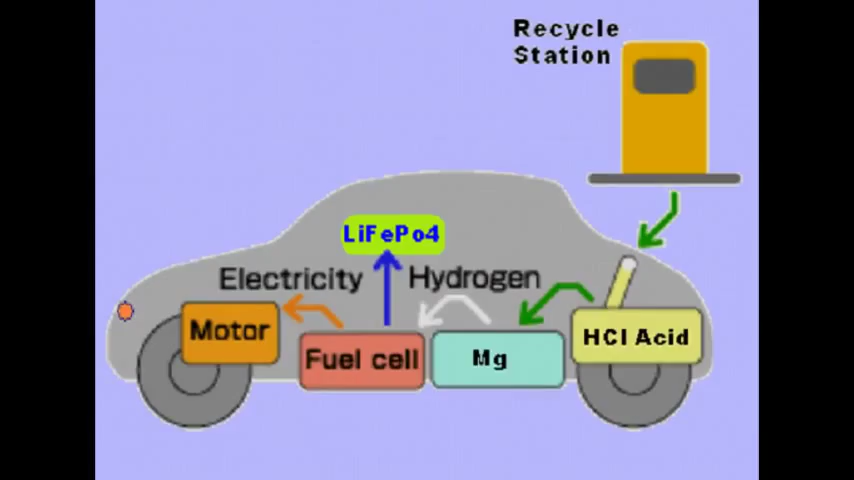 Recycle
Station
LiFePo4
Electricity
Hydrogen
Motor
Fuel cell
Mg
HCl Acid